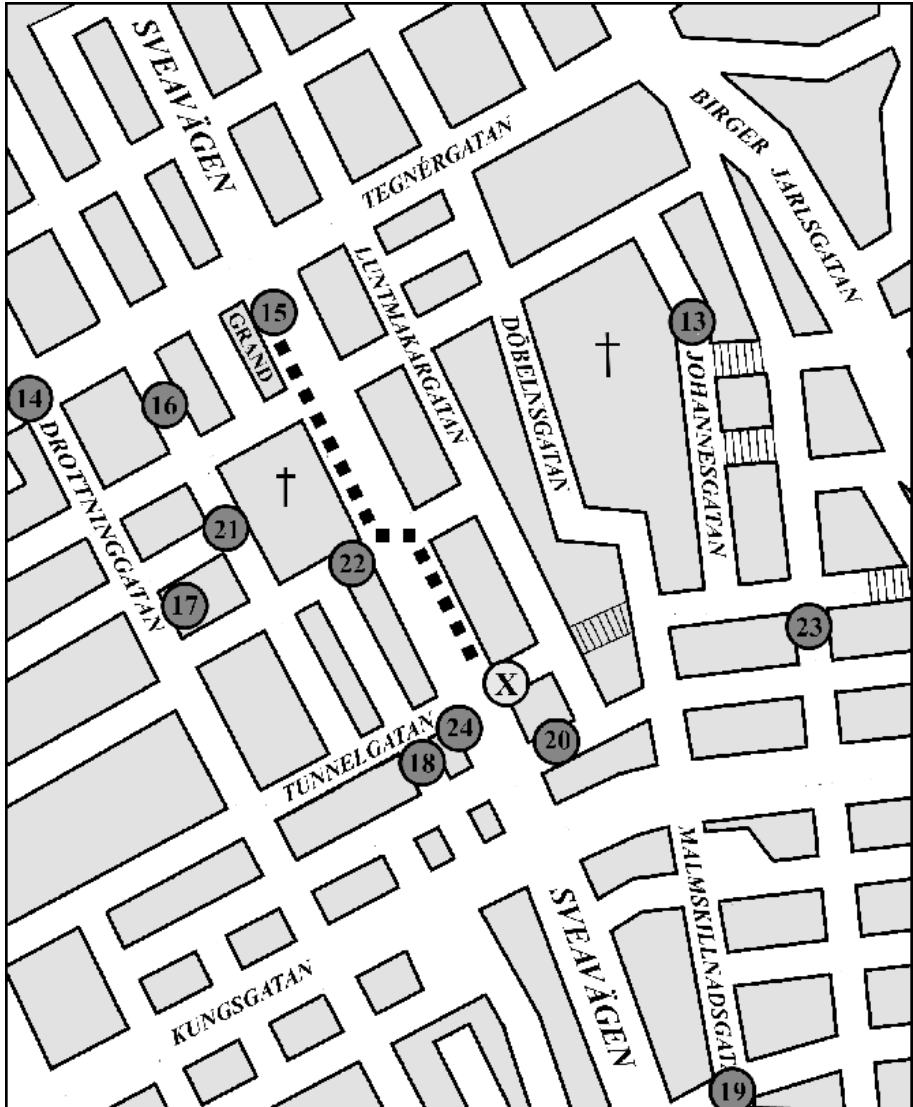 SVEAVÄGEN
BIRGER
JARLSGATAN
TEGNÉRGATAN
LUNTMAKARGATAN
15
GRAND
13
DÖBELNSGATAN
JOHANNESGATAN
14
16
DROTTNINGGATAN
21
22
17
23
X
24
20
18
TUNNELGATAN
MALMSKILLNADSGATA
SVEAVÄGEN
KUNGSGATAN
19